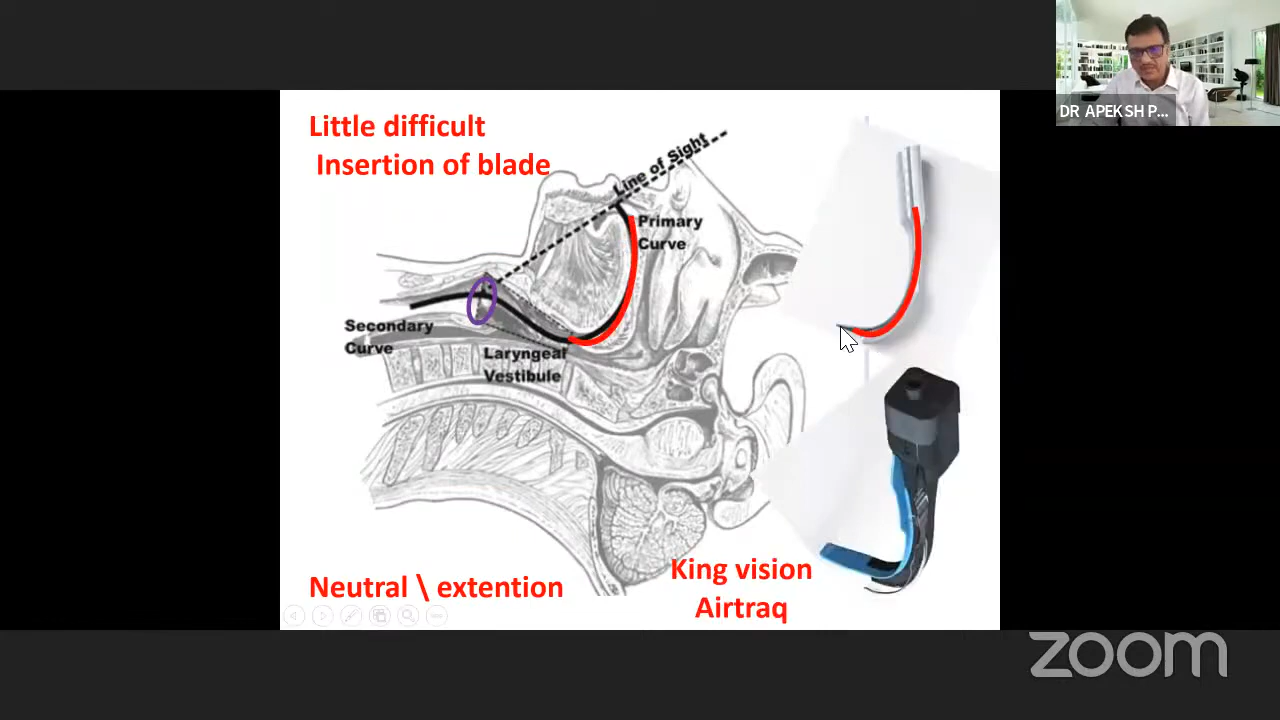 DR APEKSH P...
Little difficult
Insertion of blade
Line of Sight
Primary
Curve
Secondary
Curve
Laryngeal
Vestibule
Neutral \ extention
King vision
Airtraq
zoom